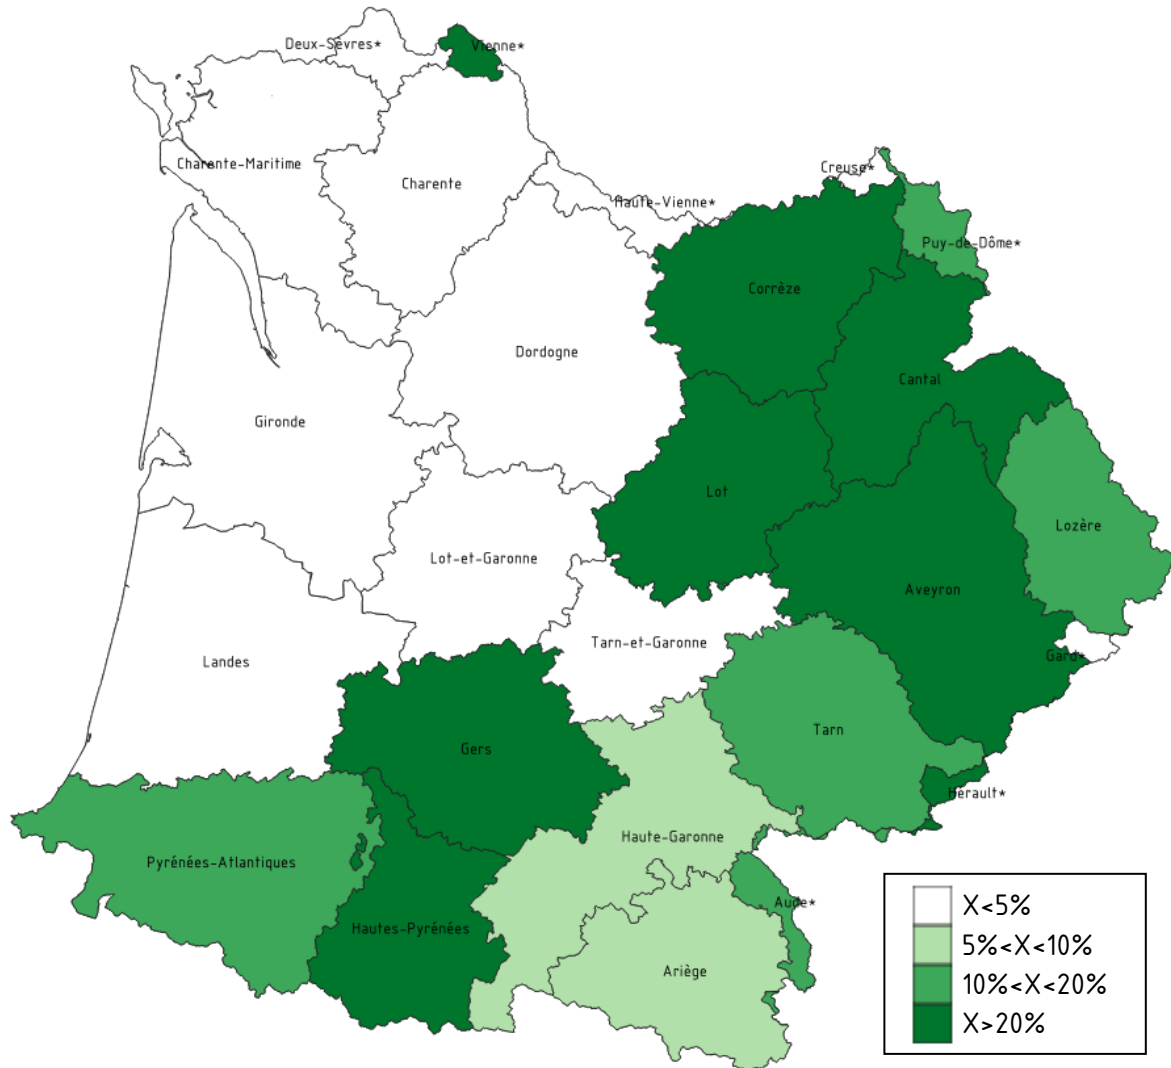 Deux-Sèvres*
Vienne*
Charente-Maritime
Charente
Creuse*
Haute-Vienne*
Puy-de-Dôme*
Corrèze
Dordogne
Cantal
Gironde
Lot
Lozère
Lot-et-Garonne
Aveyron
Tarn-et-Garonne
Gard*
Landes
Tarn
Gers
Hérault*
Haute-Garonne
Pyrénées-Atlantiques
Aude*
Hautes-Pyrénées
Ariège
X<5%
5%<X<10%
10%<X<20%
X>20%